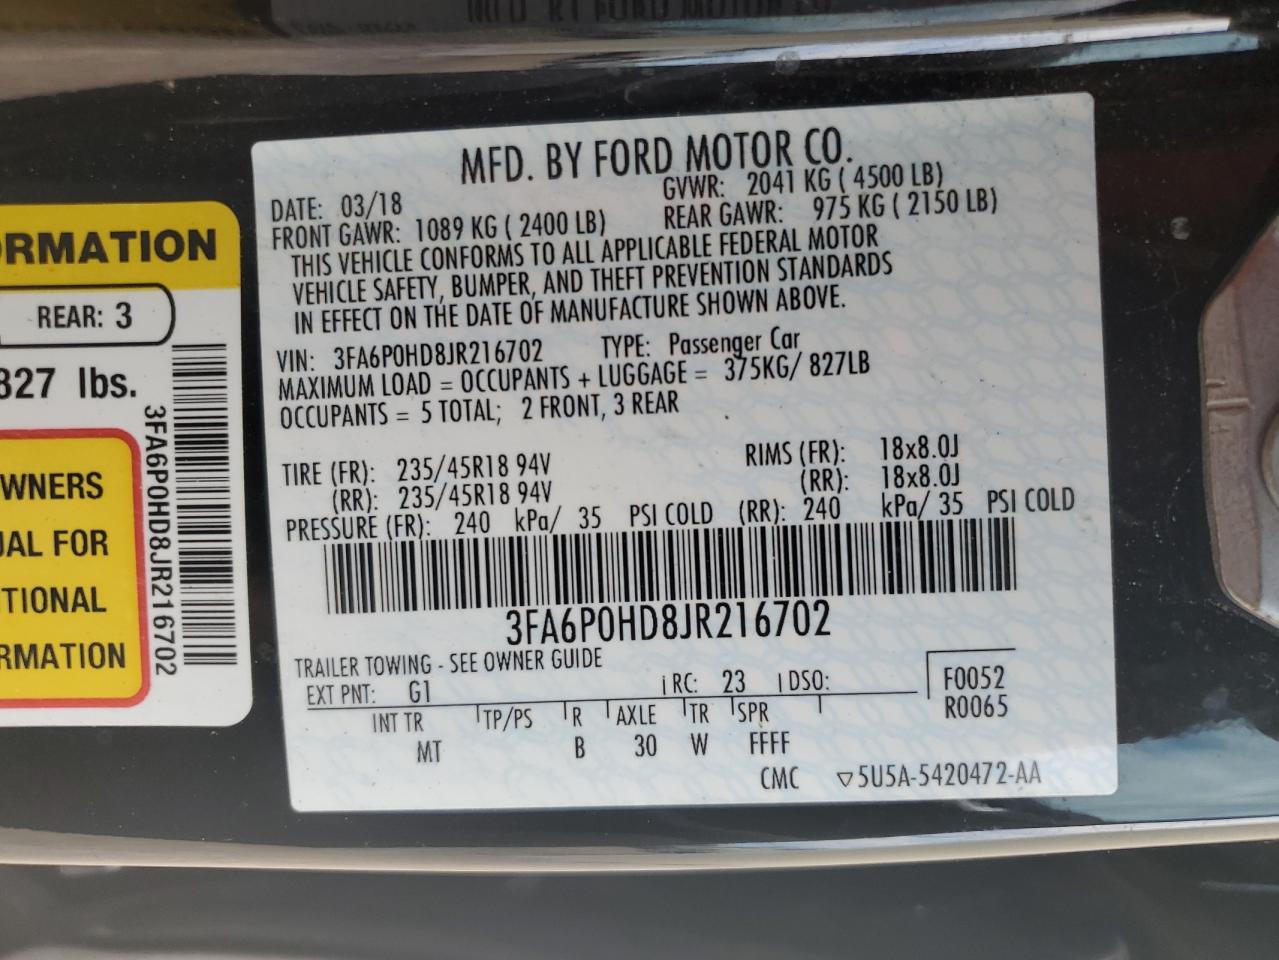 MFD. BY FORD MOTOR CO.
DATE: 03/18 GVWR: 2041 KG ( 4500 LB)
FRONT GAWR: 1089 KG ( 2400 LB) REAR GAWR: 975 KG ( 2150 LB)
THIS VEHICLE CONFORMS TO ALL APPLICABLE FEDERAL MOTOR
VEHICLE SAFETY, BUMPER, AND THEFT PREVENTION STANDARDS
IN EFFECT ON THE DATE OF MANUFACTURE SHOWN ABOVE.
VIN: 3FA6P0HD8JR216702 TYPE: Passenger Car
MAXIMUM LOAD = OCCUPANTS + LUGGAGE = 375KG/ 827LB
OCCUPANTS = 5 TOTAL; 2 FRONT, 3 REAR
TIRE (FR): 235/45R18 94V RIMS (FR): 18x8.0J
(RR): 235/45R18 94V (RR): 18x8.0J
PRESSURE (FR): 240 kPa/ 35 PSI COLD (RR): 240 kPa/ 35 PSI COLD
3FA6P0HD8JR216702
TRAILER TOWING - SEE OWNER GUIDE
EXT PNT: G1 RC: 23 DSO: F0052
R0065
INT TR TP/PS R AXLE TR SPR
MT B 30 W FFFF
CMC ▽5U5A-5420472-AA
RMATION
REAR: 3
827 lbs.
WNERS
UAL FOR
TIONAL
RMATION
3FA6P0HD8JR216702